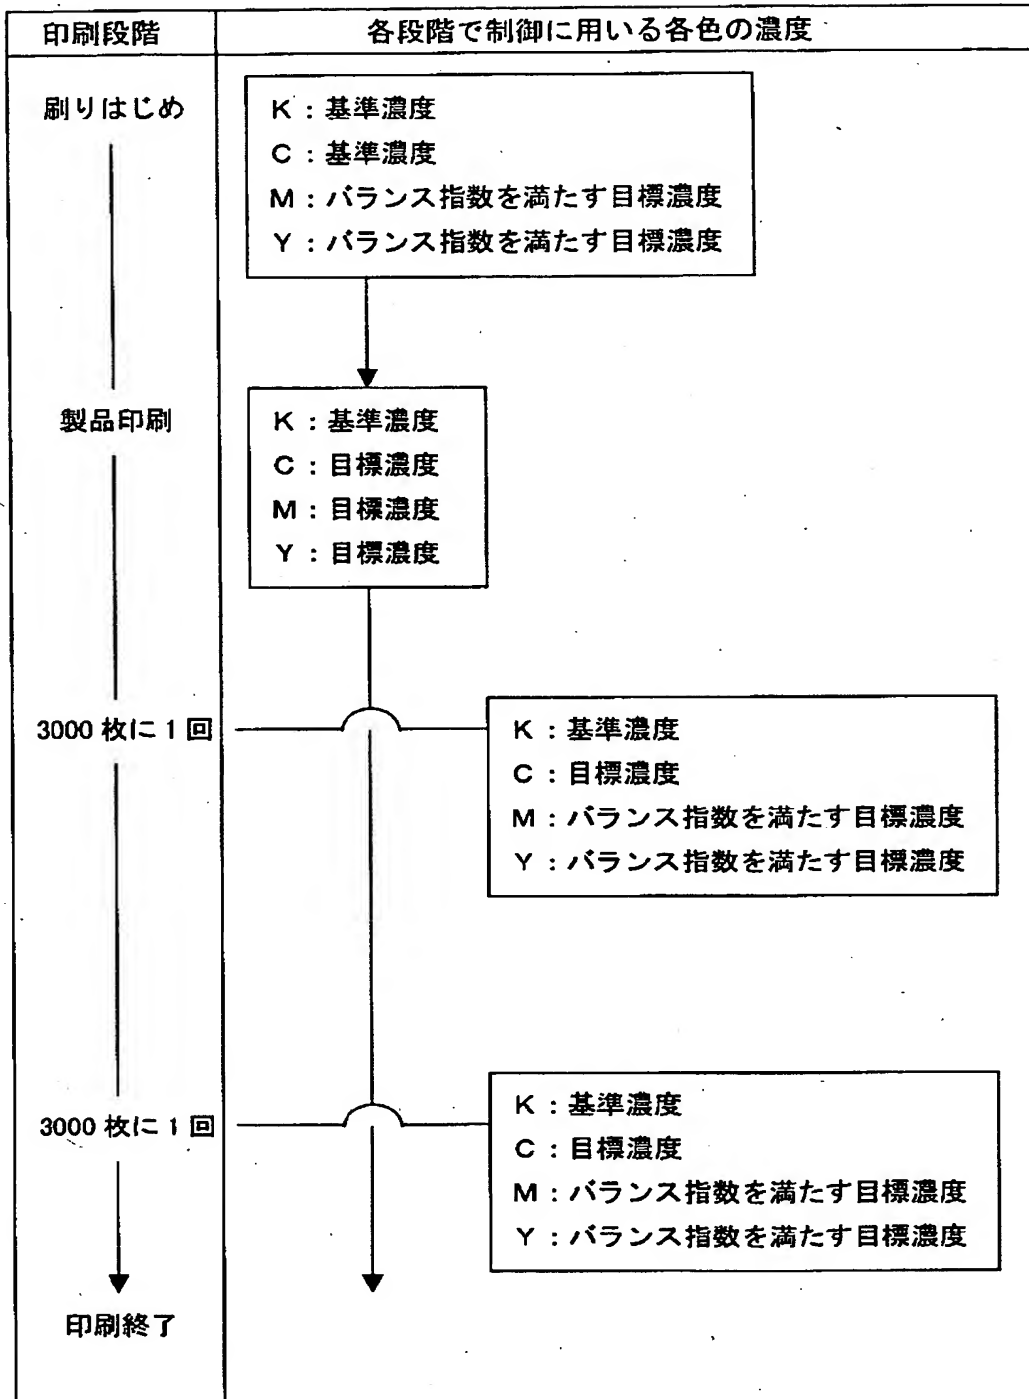 印刷段階
各段階で制御に用いる各色の濃度
刷りはじめ
K：基準濃度
C：基準濃度
M：バランス指数を満たす目標濃度
Y：バランス指数を満たす目標濃度
製品印刷
K：基準濃度
C：目標濃度
M：目標濃度
Y：目標濃度
3000枚に1回
K：基準濃度
C：目標濃度
M：バランス指数を満たす目標濃度
Y：バランス指数を満たす目標濃度
3000枚に1回
K：基準濃度
C：目標濃度
M：バランス指数を満たす目標濃度
Y：バランス指数を満たす目標濃度
印刷終了